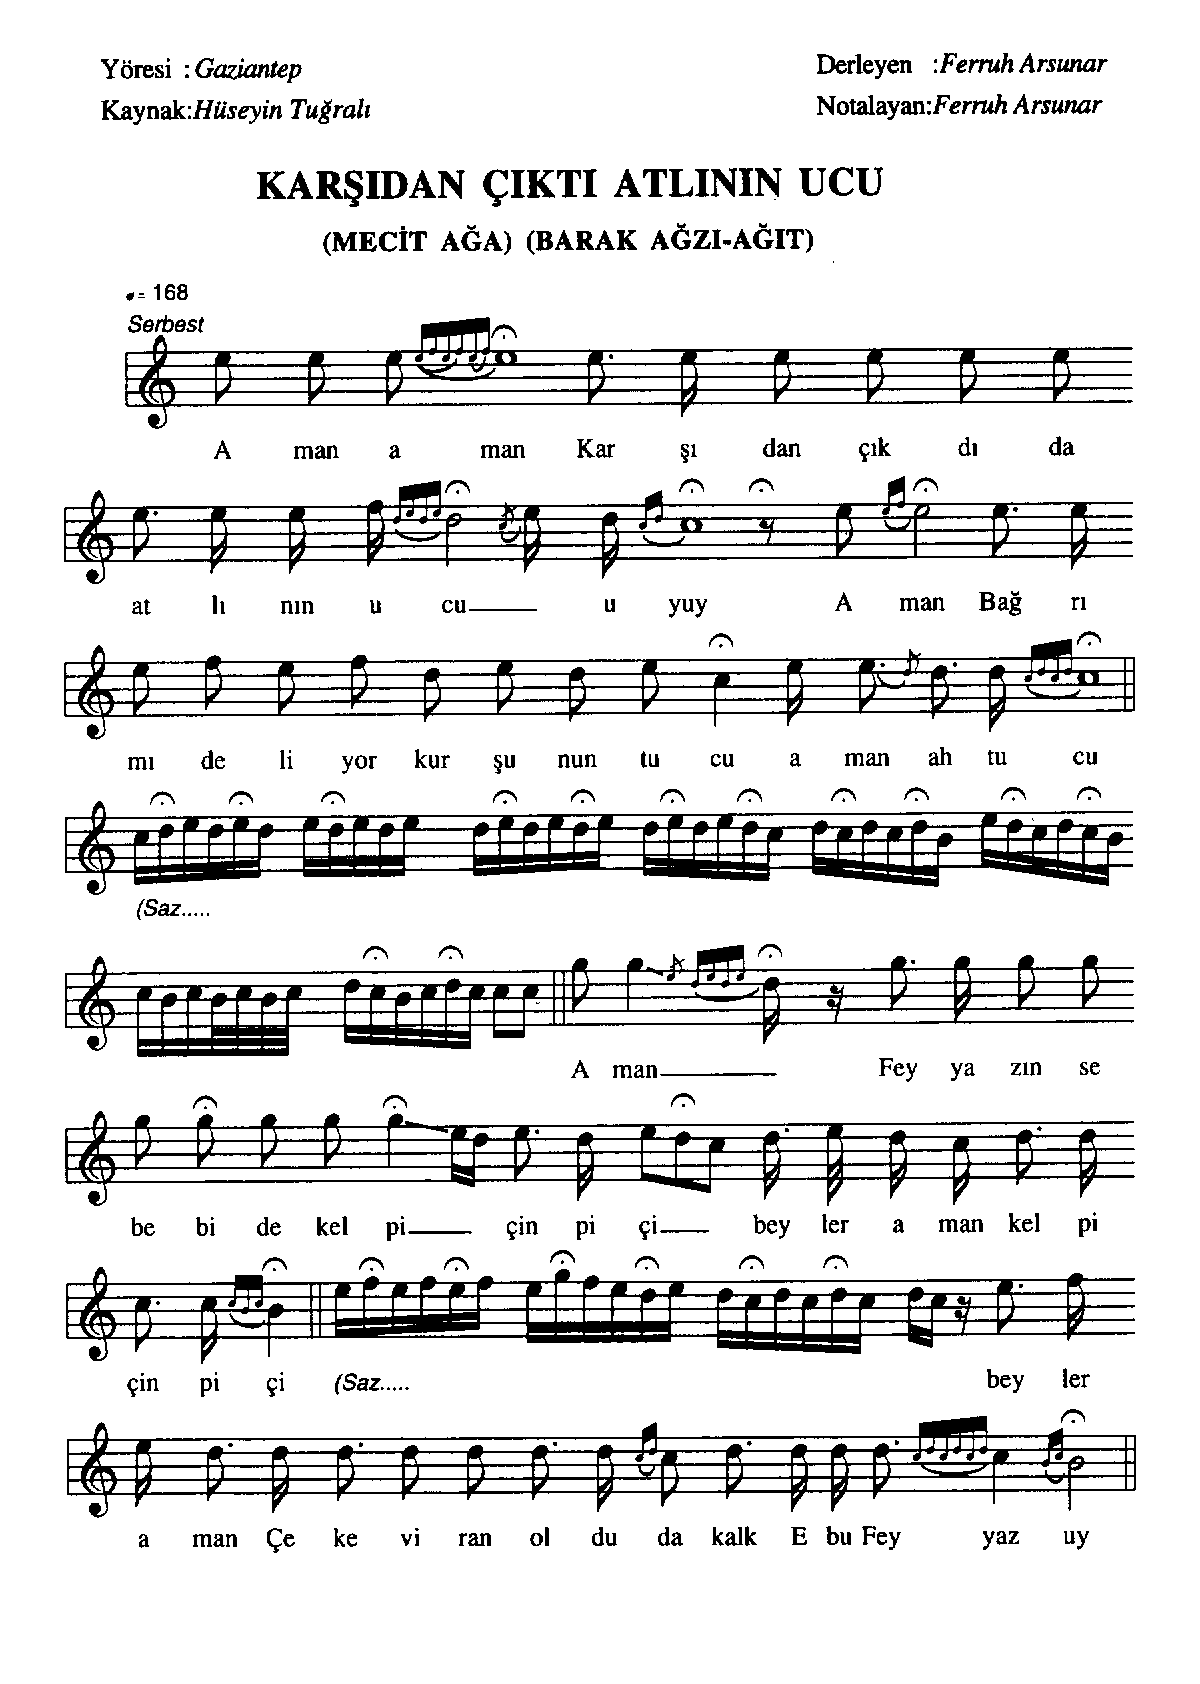 Yöresi : Gaziantep
Derleyen :Ferruh Arsunar
Kaynak:Hüseyin Tuğralı
Notalayan:Ferruh Arsunar
KARŞIDAN ÇIKTI ATLININ UCU
(MECİT AĞA) (BARAK AĞZI-AĞIT)
= 168
Serbest
A man a man Kar şı dan çık dı da
at lı nın u cu u yuy A man Bağ rı
mı de li yor kur şu nun tu cu a man ah tu cu
(Saz.....
A man Fey ya zın se
be bi de kel pi çin pi çi bey ler a man kel pi
çin pi çi (Saz..... bey ler
a man Çe ke vi ran ol du da kalk E bu Fey yaz uy